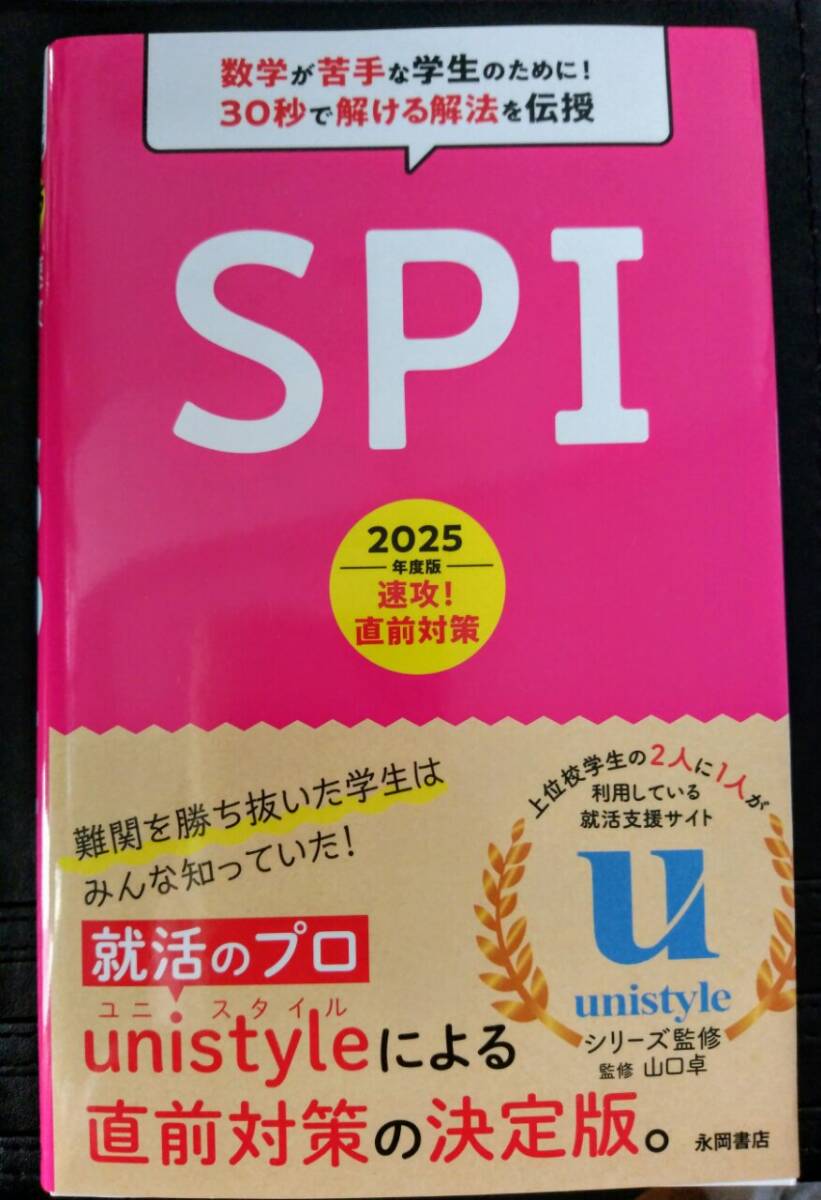 数学が苦手な学生のために!
30秒で解ける解法を伝授
SPI
2025
年度版
速攻!
直前対策
難関を勝ち抜いた学生は
みんな知っていた!
就活のプロ
ユニ・スタイル
unistyleによる
直前対策の決定版。
上位校学生の2人に1人が
利用している
就活支援サイト
u
unistyle
シリーズ監修
監修 山口卓
永岡書店